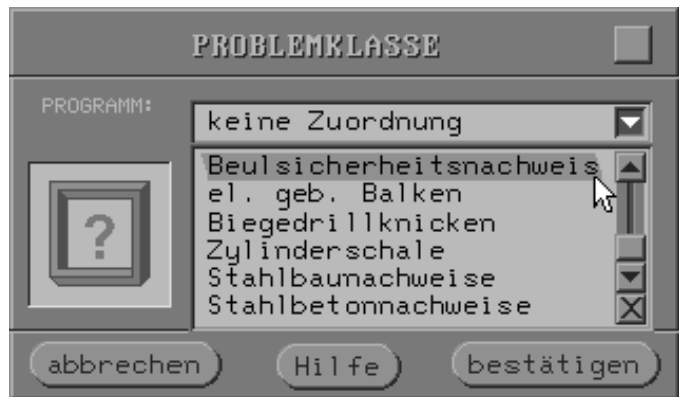 PROBLEMKLASSE
PROGRAMM:
keine Zuordnung
Beulsicherheitsnachweis
el. geb. Balken
Biegedrillknicken
Zylinderschale
Stahlbaunachweise
Stahlbetonnachweise
?
abbrechen
Hilfe
bestätigen